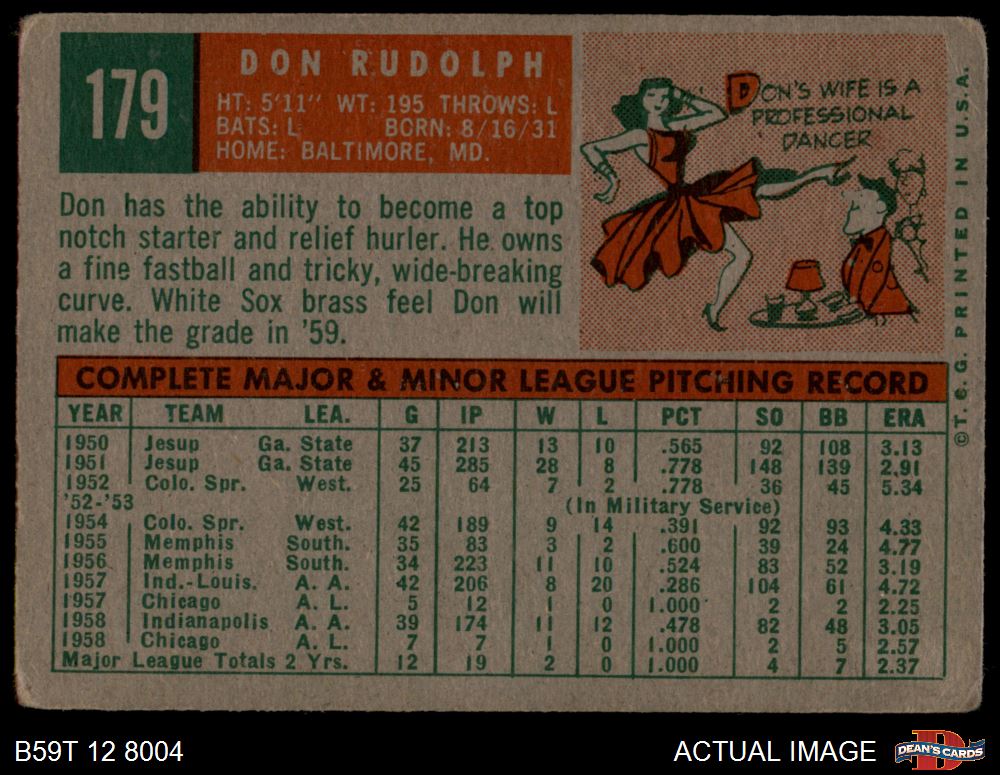 179
DON RUDOLPH
HT: 5'11" WT: 195 THROWS: L
BATS: L BORN: 8/16/31
HOME: BALTIMORE, MD.
DON'S WIFE IS A
PROFESSIONAL
DANCER
Don has the ability to become a top
notch starter and relief hurler. He owns
a fine fastball and tricky, wide-breaking
curve. White Sox brass feel Don will
make the grade in '59.
COMPLETE MAJOR & MINOR LEAGUE PITCHING RECORD
YEAR TEAM LEA. G IP W L PCT SO BB ERA
1950 Jesup Ga. State 37 213 13 10 .565 92 108 3.13
1951 Jesup Ga. State 45 285 28 8 .778 148 139 2.91
1952 Colo. Spr. West. 25 64 7 2 .778 36 45 5.34
'52-'53 (In Military Service)
1954 Colo. Spr. West. 42 189 9 14 .391 92 93 4.33
1955 Memphis South. 35 83 3 2 .600 39 24 4.77
1956 Memphis South. 34 223 11 10 .524 83 52 3.19
1957 Ind.-Louis. A. A. 42 206 8 20 .286 104 61 4.72
1957 Chicago A. L. 5 12 1 0 1.000 2 2 2.25
1958 Indianapolis A. A. 39 174 11 12 .478 82 48 3.05
1958 Chicago A. L. 7 7 1 0 1.000 2 5 2.57
Major League Totals 2 Yrs. 12 19 2 0 1.000 4 7 2.37
©T.C.G. PRINTED IN U.S.A.
B59T 12 8004
ACTUAL IMAGE
D
DEAN'S CARDS